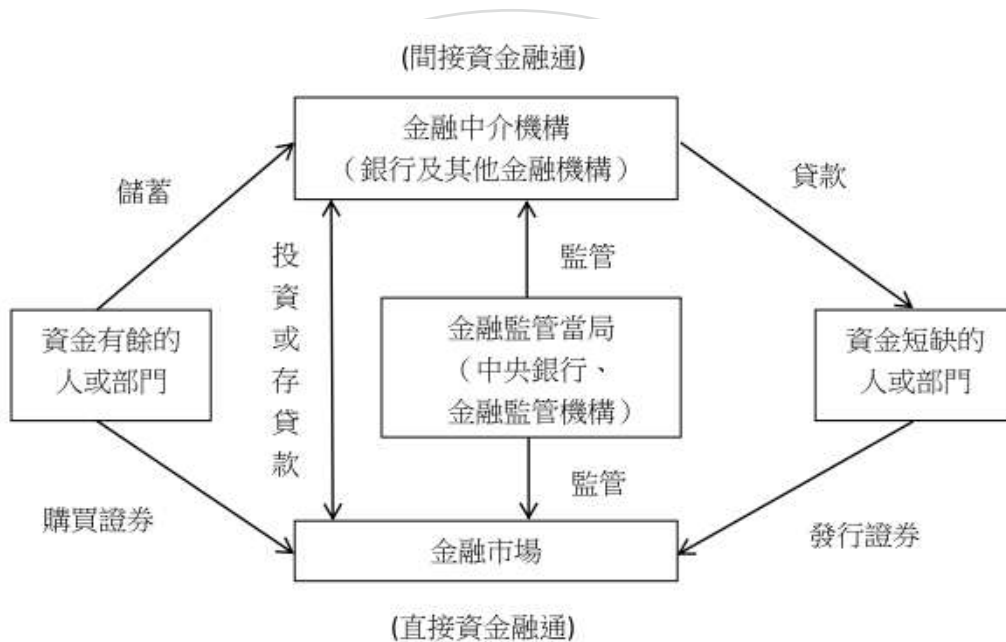 (間接資金融通)
金融中介機構
（銀行及其他金融機構）
儲蓄
貸款
投資或存貸款
監管
資金有餘的
人或部門
金融監管當局
（中央銀行、
金融監管機構）
資金短缺的
人或部門
監管
購買證券
發行證券
金融市場
(直接資金融通)